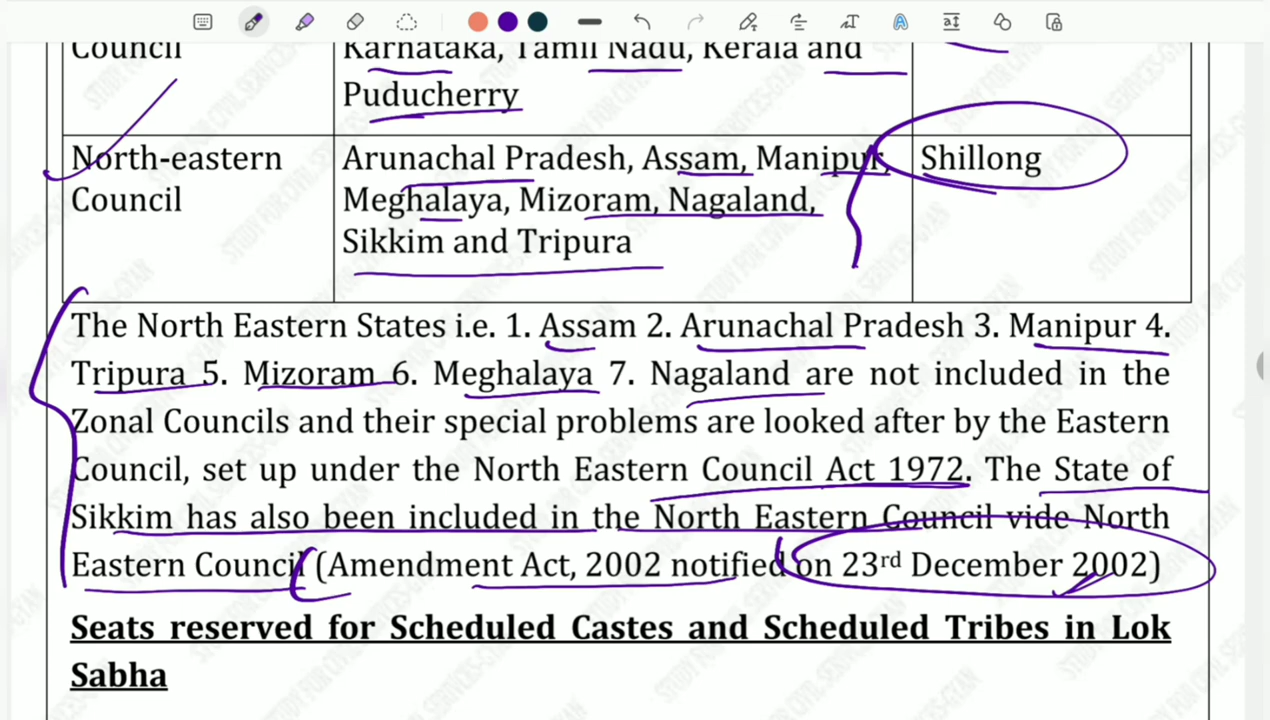 Council
Karnataka, Tamil Nadu, Kerala and
Puducherry
North-eastern
Council
Arunachal Pradesh, Assam, Manipur,
Meghalaya, Mizoram, Nagaland,
Sikkim and Tripura
Shillong
The North Eastern States i.e. 1. Assam 2. Arunachal Pradesh 3. Manipur 4.
Tripura 5. Mizoram 6. Meghalaya 7. Nagaland are not included in the
Zonal Councils and their special problems are looked after by the Eastern
Council, set up under the North Eastern Council Act 1972. The State of
Sikkim has also been included in the North Eastern Council vide North
Eastern Council (Amendment Act, 2002 notified on 23rd December 2002)
Seats reserved for Scheduled Castes and Scheduled Tribes in Lok
Sabha